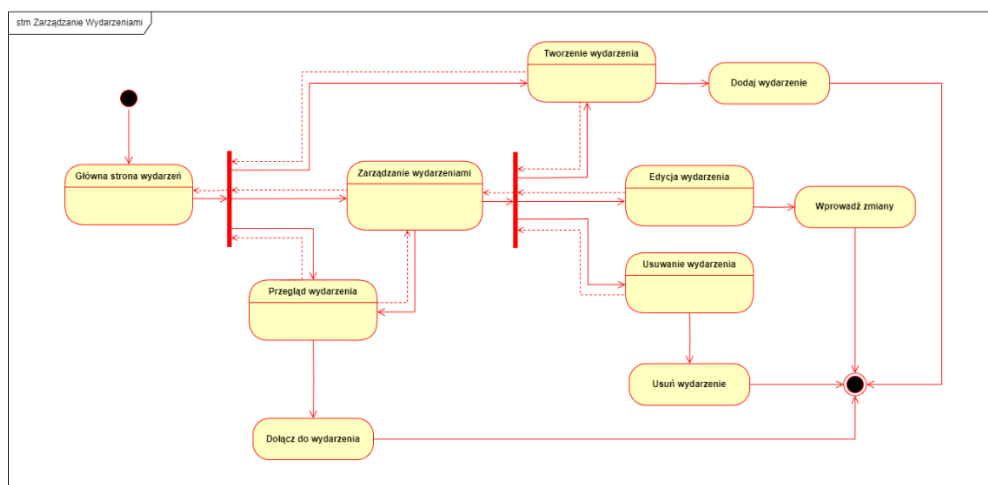 stm Zarządzanie Wydarzeniami
Tworzenie wydarzenia
Dodaj wydarzenie
Główna strona wydarzeń
Zarządzanie wydarzeniami
Edycja wydarzenia
Wprowadź zmiany
Usuwanie wydarzenia
Przegląd wydarzenia
Usuń wydarzenie
Dołącz do wydarzenia